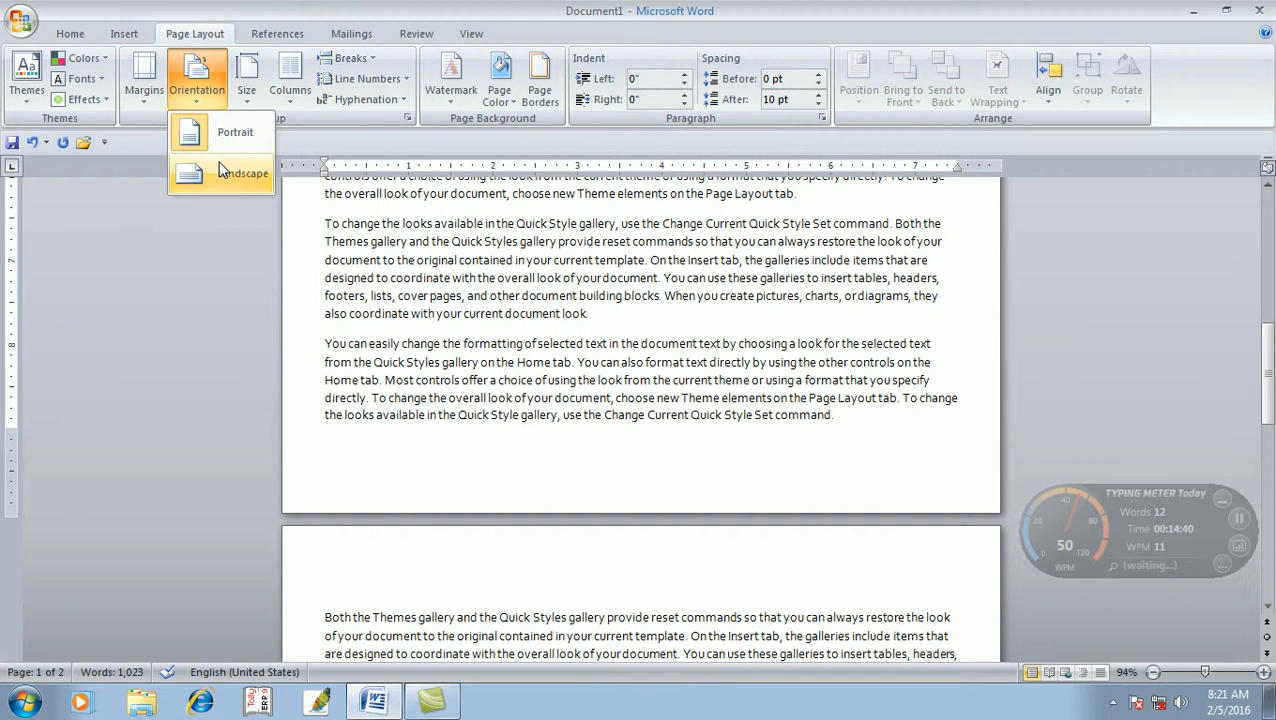 Document1 - Microsoft Word
Home Insert Page Layout References Mailings Review View
Themes
Colors
Fonts
Effects
Themes
Margins
Orientation
Size
Columns
Breaks
Line Numbers
Hyphenation
Watermark
Page Color
Page Borders
Page Background
Indent
Left: 0"
Right: 0"
Spacing
Before: 0 pt
After: 10 pt
Paragraph
Position
Bring to Front
Send to Back
Text Wrapping
Align
Group
Rotate
Arrange
Portrait
1 2 3 4 5 6 7
the overall look of your document, choose new Theme elements on the Page Layout tab.
To change the looks available in the Quick Style gallery, use the Change Current Quick Style Set command. Both the
Themes gallery and the Quick Styles gallery provide reset commands so that you can always restore the look of your
document to the original contained in your current template. On the Insert tab, the galleries include items that are
designed to coordinate with the overall look of your document. You can use these galleries to insert tables, headers,
footers, lists, cover pages, and other document building blocks. When you create pictures, charts, or diagrams, they
also coordinate with your current document look.
You can easily change the formatting of selected text in the document text by choosing a look for the selected text
from the Quick Styles gallery on the Home tab. You can also format text directly by using the other controls on the
Home tab. Most controls offer a choice of using the look from the current theme or using a format that you specify
directly. To change the overall look of your document, choose new Theme elements on the Page Layout tab. To change
the looks available in the Quick Style gallery, use the Change Current Quick Style Set command.
Both the Themes gallery and the Quick Styles gallery provide reset commands so that you can always restore the look
of your document to the original contained in your current template. On the Insert tab, the galleries include items that
are designed to coordinate with the overall look of your document. You can use these galleries to insert tables, headers,
7
8
TYPING METER Today
Words 12
Time 00:14:40
WPM 11
(waiting...)
0 20 40 80 120
50
WPM
Page: 1 of 2 Words: 1,023 English (United States) 94%
Tally
ERP 9
8:21 AM
2/5/2016